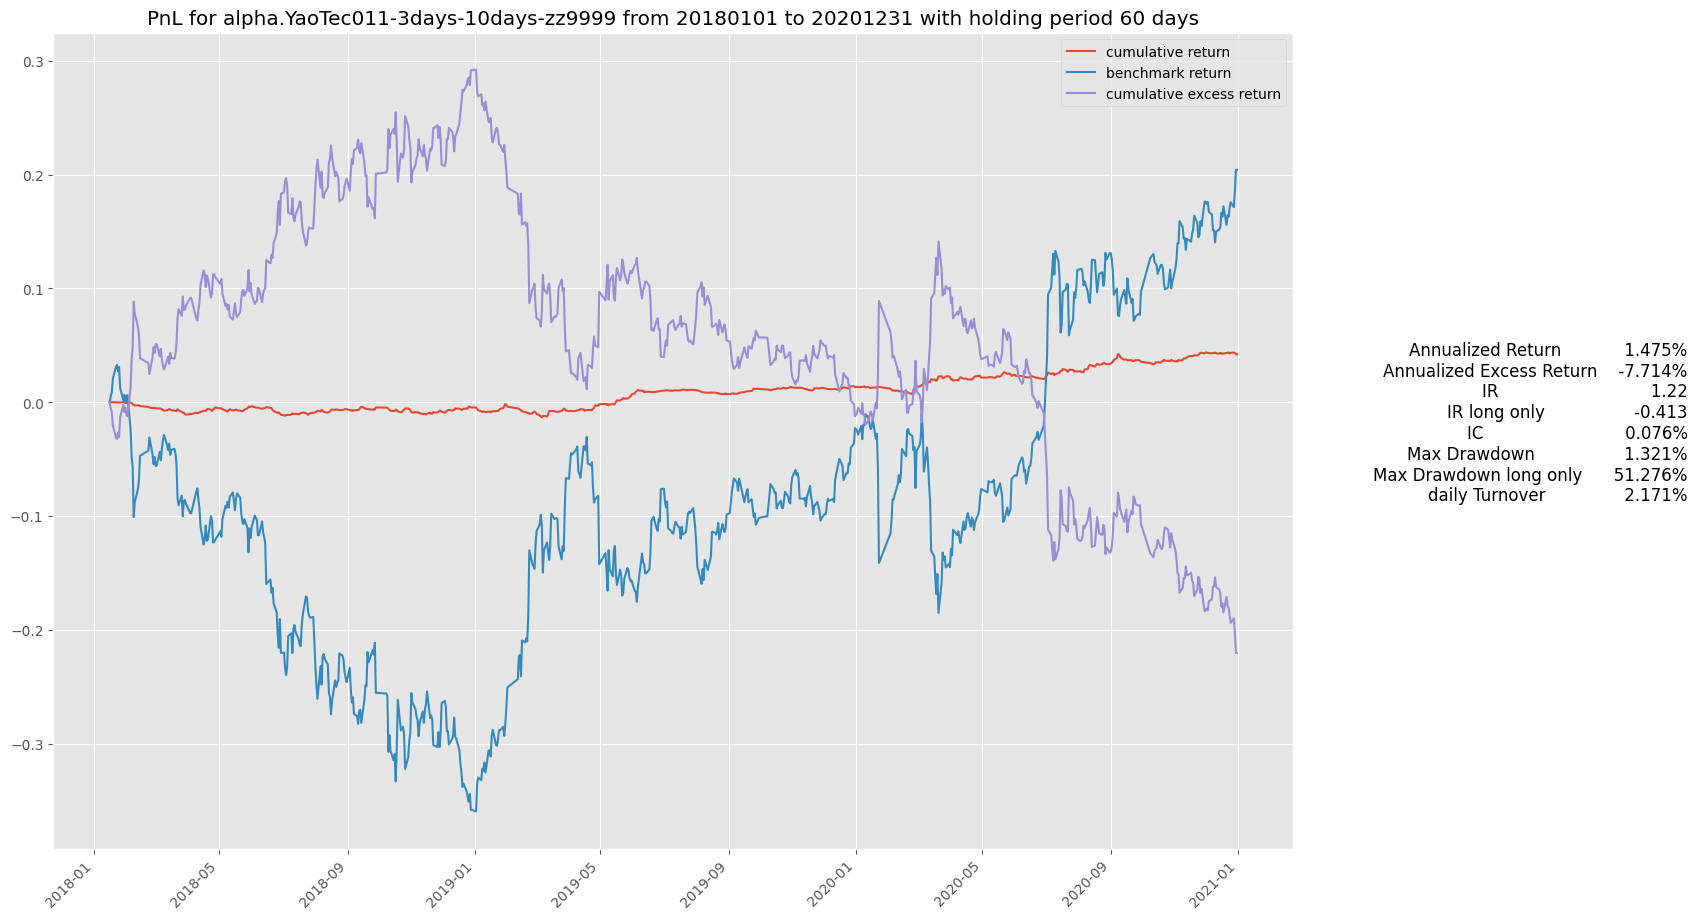 PnL for alpha.YaoTec011-3days-10days-zz9999 from 20180101 to 20201231 with holding period 60 days
cumulative return
benchmark return
cumulative excess return
0.3
0.2
0.1
0.0
−0.1
−0.2
−0.3
2018-01
2018-05
2018-09
2019-01
2019-05
2019-09
2020-01
2020-05
2020-09
2021-01
Annualized Return 1.475%
Annualized Excess Return -7.714%
IR 1.22
IR long only -0.413
IC 0.076%
Max Drawdown 1.321%
Max Drawdown long only 51.276%
daily Turnover 2.171%